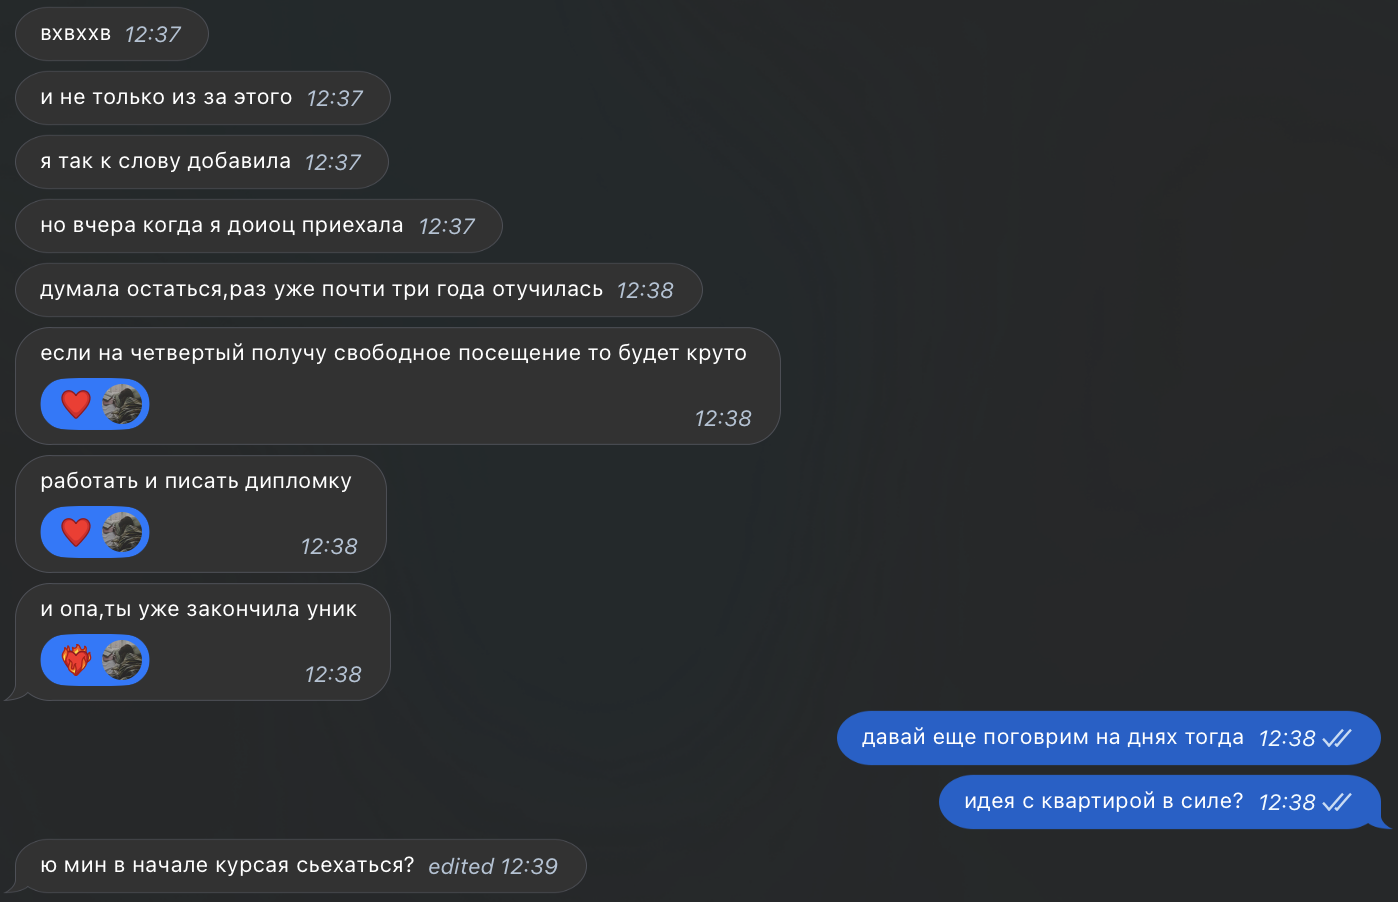 вхвххв 12:37
и не только из за этого 12:37
я так к слову добавила 12:37
но вчера когда я доиоц приехала 12:37
думала остаться,раз уже почти три года отучилась 12:38
если на четвертый получу свободное посещение то будет круто
12:38
работать и писать дипломку
12:38
и опа,ты уже закончила уник
12:38
давай еще поговрим на днях тогда 12:38
идея с квартирой в силе? 12:38
ю мин в начале курсая сьехаться? edited 12:39